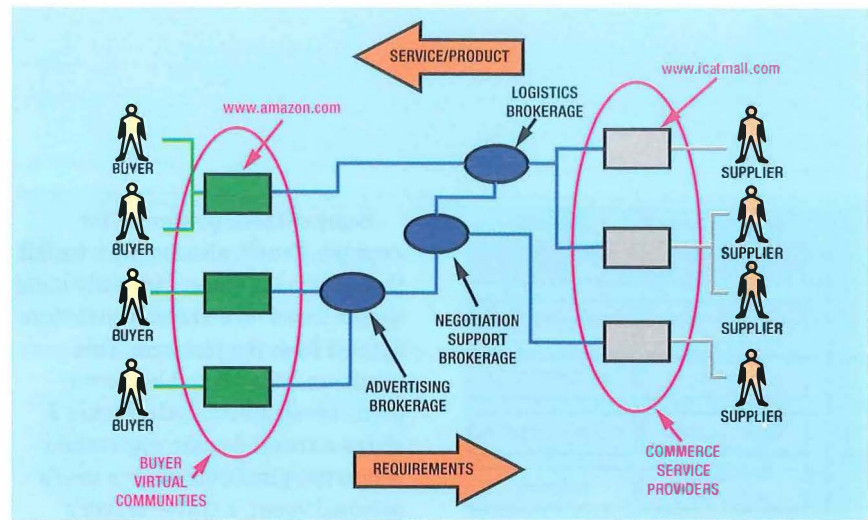 SERVICE/PRODUCT
www.icatmall.com
LOGISTICS
BROKERAGE
www.amazon.com
BUYER
SUPPLIER
BUYER
SUPPLIER
BUYER
SUPPLIER
NEGOTIATION
SUPPORT
BROKERAGE
ADVERTISING
BROKERAGE
BUYER
SUPPLIER
BUYER
VIRTUAL
COMMUNITIES
REQUIREMENTS
COMMERCE
SERVICE
PROVIDERS